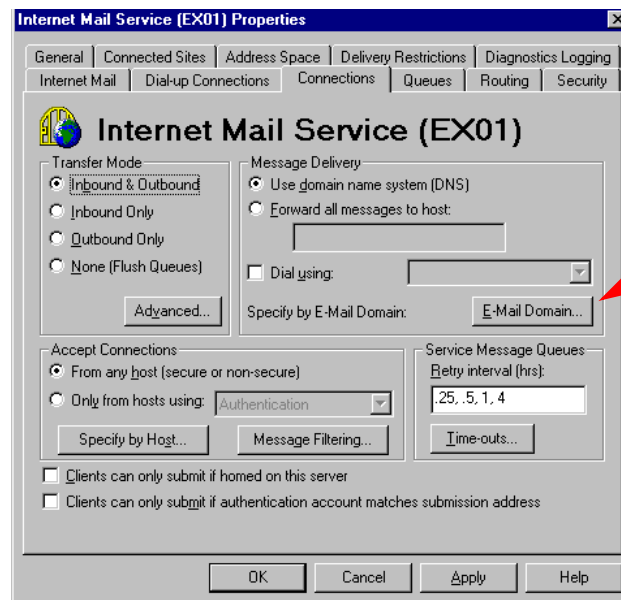 Internet Mail Service (EX01) Properties
General Connected Sites Address Space Delivery Restrictions Diagnostics Logging
Internet Mail Dial-up Connections Connections Queues Routing Security
Internet Mail Service (EX01)
Transfer Mode
Inbound & Outbound
Inbound Only
Outbound Only
None (Flush Queues)
Advanced...
Message Delivery
Use domain name system (DNS)
Forward all messages to host:
Dial using:
Specify by E-Mail Domain: E-Mail Domain...
Accept Connections
From any host (secure or non-secure)
Only from hosts using: Authentication
Specify by Host... Message Filtering...
Service Message Queues
Retry interval (hrs):
.25, .5, 1, 4
Time-outs...
Clients can only submit if homed on this server
Clients can only submit if authentication account matches submission address
OK Cancel Apply Help